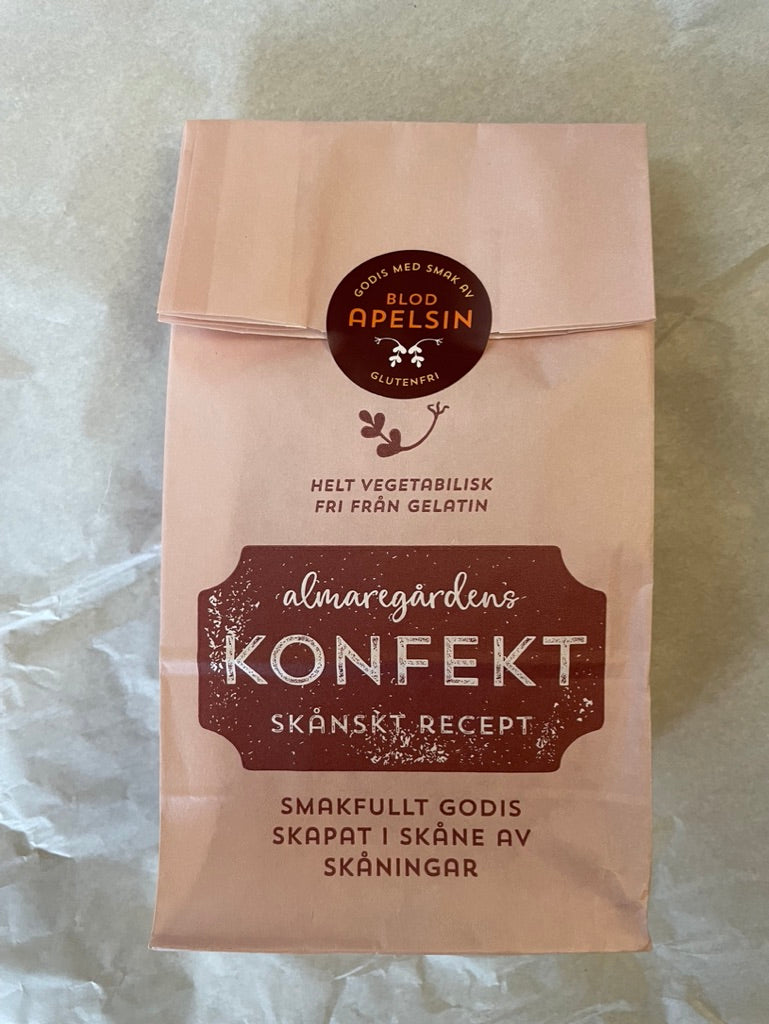 GODIS MED SMAK AV
BLOD
APELSIN
GLUTENFRI
HELT VEGETABILISK
FRI FRÅN GELATIN
almaregårdens
KONFEKT
SKÅNSKT RECEPT
SMAKFULLT GODIS
SKAPAT I SKÅNE AV
SKÅNINGAR